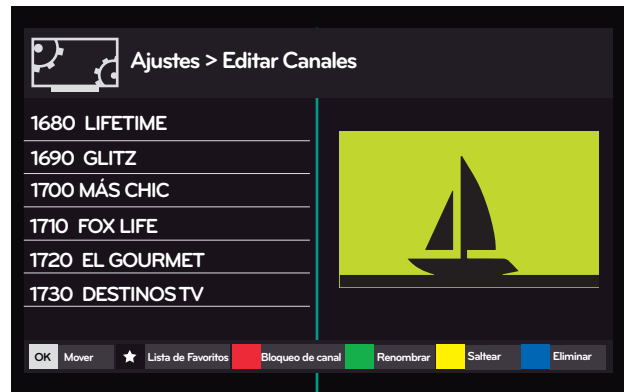 Ajustes > Editar Canales
1680 LIFETIME
1690 GLITZ
1700 MÁS CHIC
1710 FOX LIFE
1720 EL GOURMET
1730 DESTINOS TV
OK Mover ★ Lista de Favoritos Bloqueo de canal Renombrar Saltear Eliminar